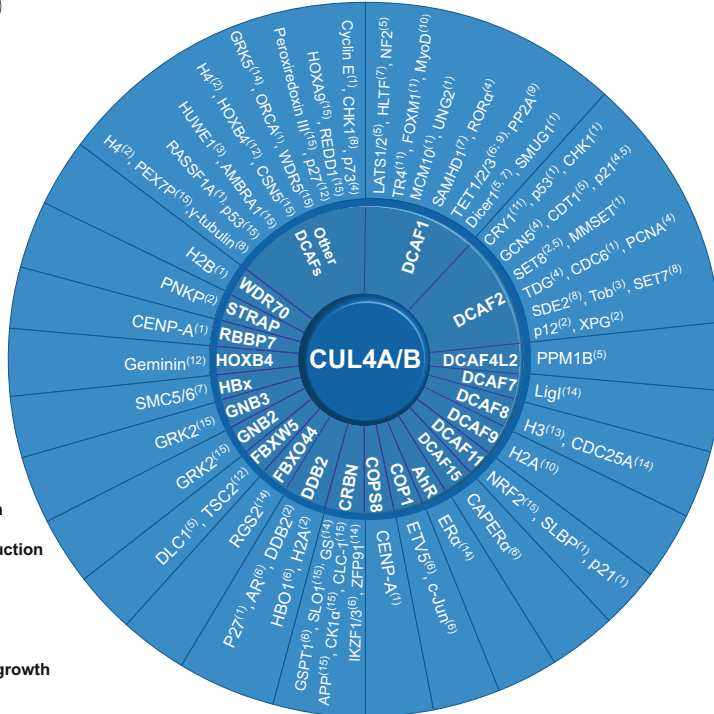 CUL4A/B
DCAF1
LATS1/2(5), HLTF(7), NF2(5)
TR4(11), FOXM1(1), MyoD(10)
MCM10(1), UNG2(1)
SAMHD1(7), RORα(4)
TET1/2/3(6; 9), PP2A(9)
Dicer1(5, 7), SMUG1(1)
DCAF2
CRY1(11), p53(1), CHK1(1)
GCN5(4), CDT1(5), p21(4,5)
SET8(2,5), MMSET(1)
TDG(4), CDC6(1), PCNA(4)
SDE2(8), Tob(3), SET7(8)
p12(2), XPG(2)
DCAF4L2
PPM1B(5)
DCAF7
LigI(14)
DCAF8
H3(13), CDC25A(14)
DCAF9
H2A(10)
DCAF11
NRF2(15), SLBP(1), p21(1)
DCAF15
CAPERα(6)
AhR
ERα(14)
COP1
ETV5(6), c-Jun(6)
COPS8
CENP-A(1)
CRBN
IKZF1/3(6), ZFP91(14)
APP(15), CK1α(15), CLC-1(15)
GSPT1(6), SLO1(15), GS(14)
DDB2
HBO1(6), H2A(2)
P27(1), AR(6), DDB2(2)
FBXO44
RGS2(14)
FBXW5
DLC1(5), TSC2(12)
GNB2
GRK2(15)
GNB3
GRK2(15)
HBx
SMC5/6(7)
HOXB4
Geminin(12)
RBBP7
CENP-A(1)
STRAP
PNKP(2)
WDR70
H2B(1)
Other
DCAFs
H4(2), PEX7P(15), γ-tubulin(8)
RASSF1A(1), p53(15)
HUWE1(3), AMBRA1(15)
H4(2), HOXB4(12), CSN5(15)
GRK5(14), ORCA(1), WDR5(15)
Peroxiredoxin III(15), p27(12)
HOXA9(15), REDD1(15)
Cyclin E(1), CHK1(8), p73(4)
growth